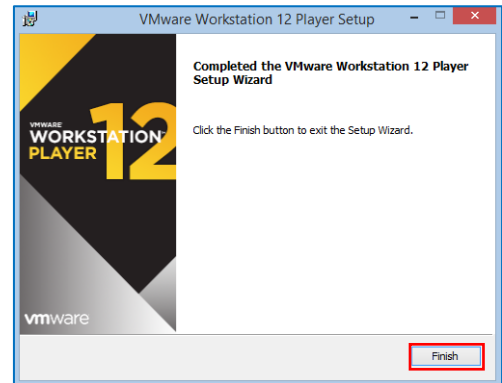 VMware Workstation 12 Player Setup
Completed the VMware Workstation 12 Player
Setup Wizard
Click the Finish button to exit the Setup Wizard.
VMWARE
WORKSTATION™
PLAYER
12
vmware
Finish